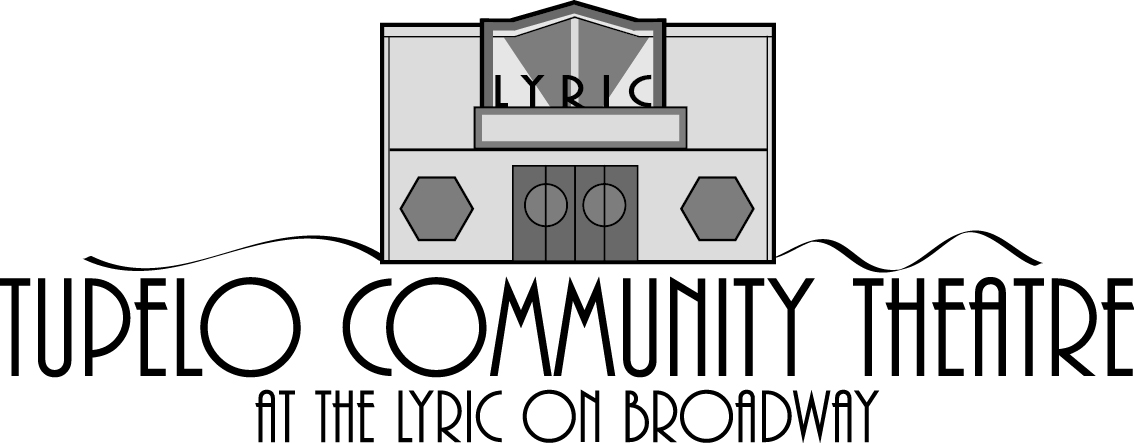 LYRIC
TUPELO COMMUNITY THEATRE
AT THE LYRIC ON BROADWAY